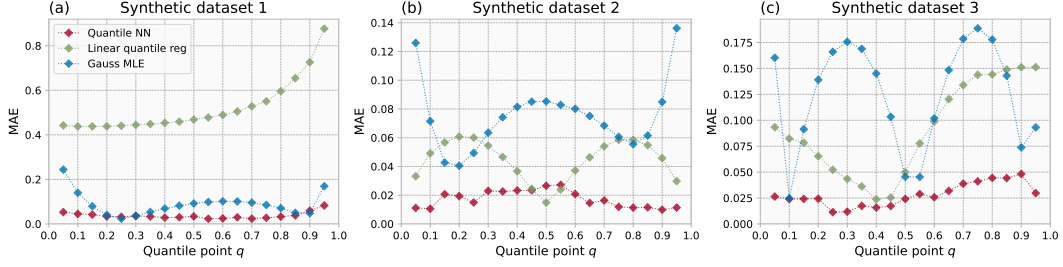 (a) Synthetic dataset 1
Quantile NN
Linear quantile reg
Gauss MLE
MAE
0.8
0.6
0.4
0.2
0.0
0.0 0.1 0.2 0.3 0.4 0.5 0.6 0.7 0.8 0.9 1.0
Quantile point q
(b) Synthetic dataset 2
MAE
0.14
0.12
0.10
0.08
0.06
0.04
0.02
0.00
0.0 0.1 0.2 0.3 0.4 0.5 0.6 0.7 0.8 0.9 1.0
Quantile point q
(c) Synthetic dataset 3
MAE
0.175
0.150
0.125
0.100
0.075
0.050
0.025
0.000
0.0 0.1 0.2 0.3 0.4 0.5 0.6 0.7 0.8 0.9 1.0
Quantile point q